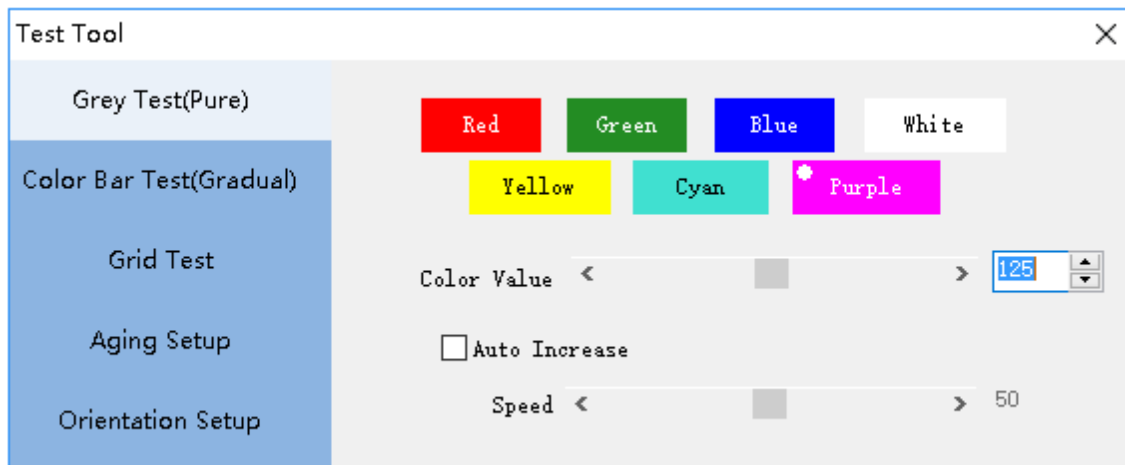 Test Tool
Grey Test(Pure)
Color Bar Test(Gradual)
Grid Test
Aging Setup
Orientation Setup
Red Green Blue White
Yellow Cyan Purple
Color Value 125
Auto Increase
Speed 50